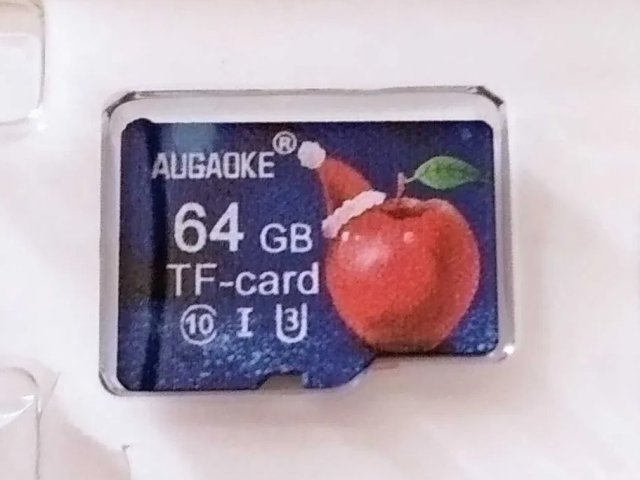 AUGAOKE®
64 GB
TF-card
10 I 3